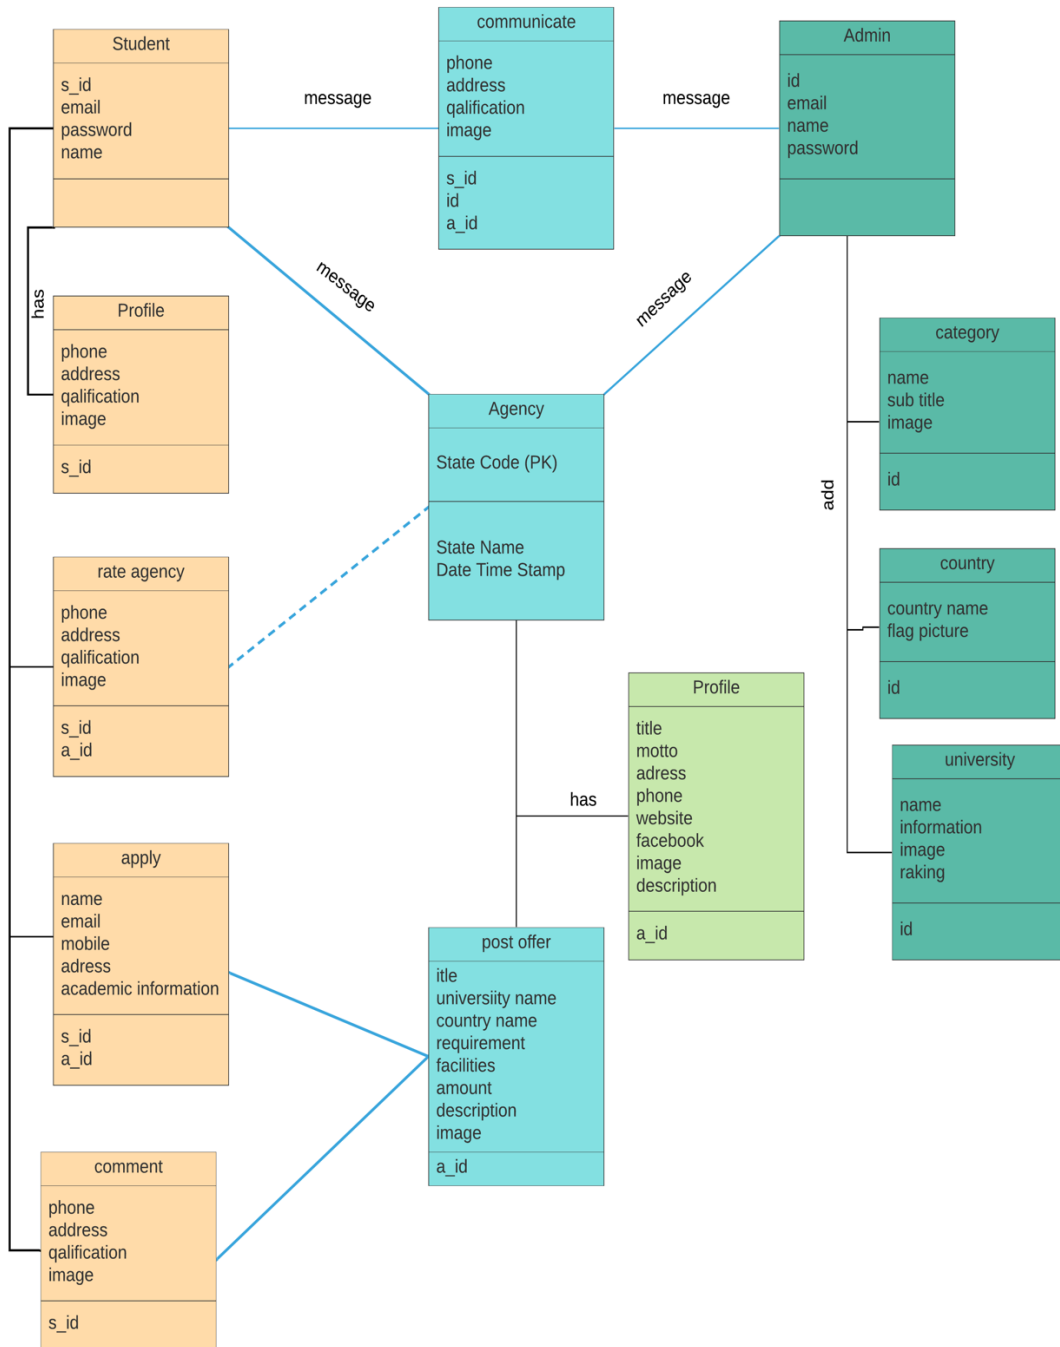 Student
s_id
email
password
name
message
communicate
phone
address
qalification
image
s_id
id
a_id
message
Admin
id
email
name
password
has
Profile
phone
address
qalification
image
s_id
message
message
Agency
State Code (PK)
State Name
Date Time Stamp
add
category
name
sub title
image
id
country
country name
flag picture
id
university
name
information
image
raking
id
rate agency
phone
address
qalification
image
s_id
a_id
has
Profile
title
motto
adress
phone
website
facebook
image
description
a_id
apply
name
email
mobile
adress
academic information
s_id
a_id
post offer
itle
universiity name
country name
requirement
facilities
amount
description
image
a_id
comment
phone
address
qalification
image
s_id